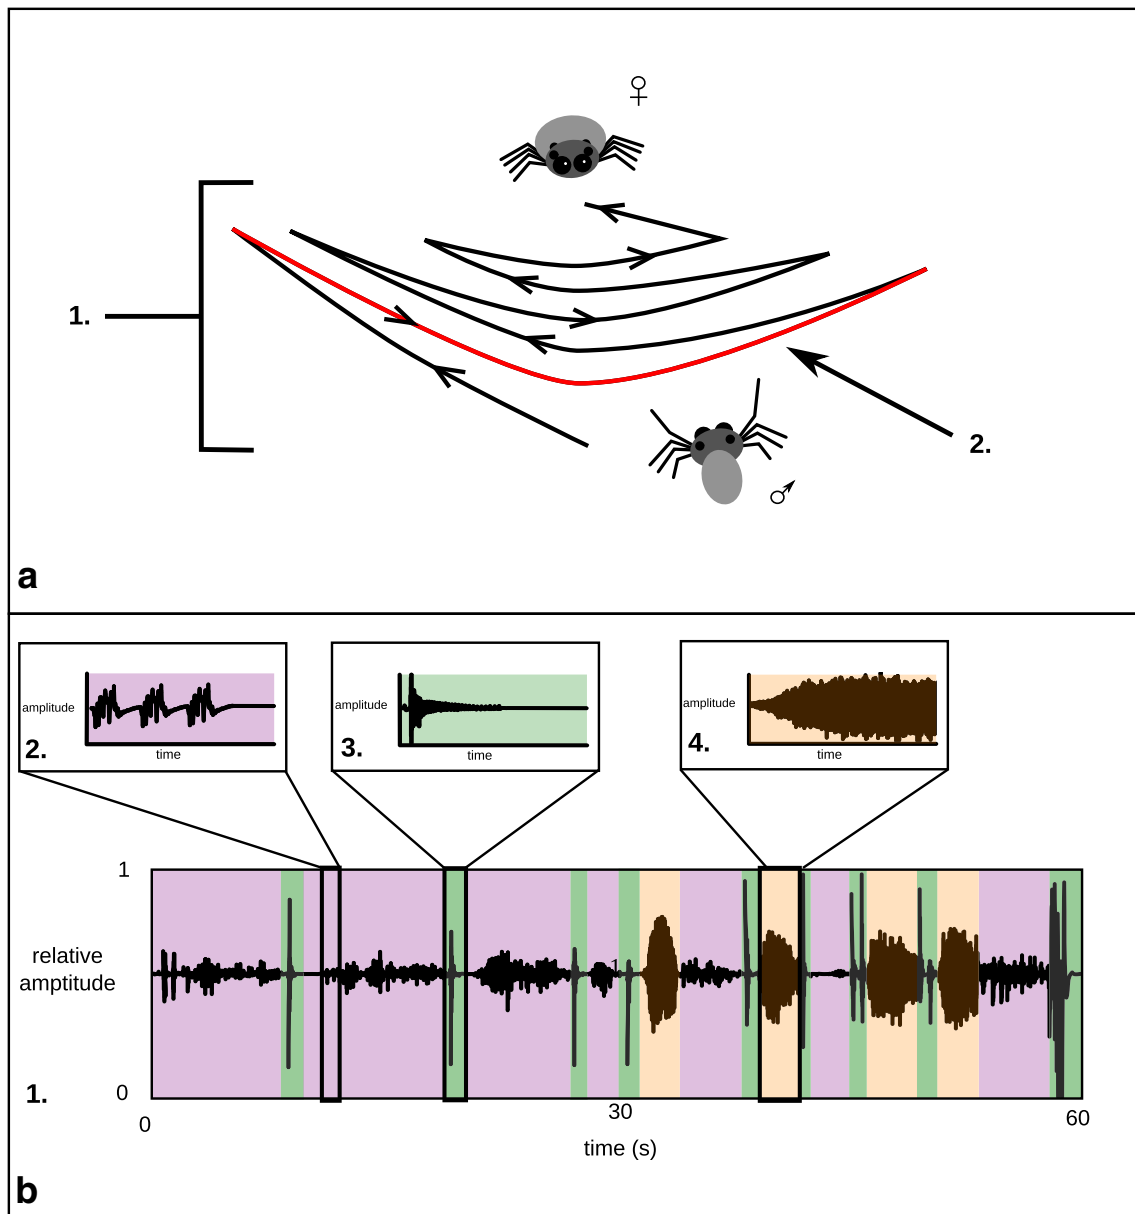 ♀
1.
2.
♂
a
amplitude
2.
time
amplitude
3.
time
amplitude
4.
time
1
relative
amptitude
1
1.
0
0
30
60
time (s)
b